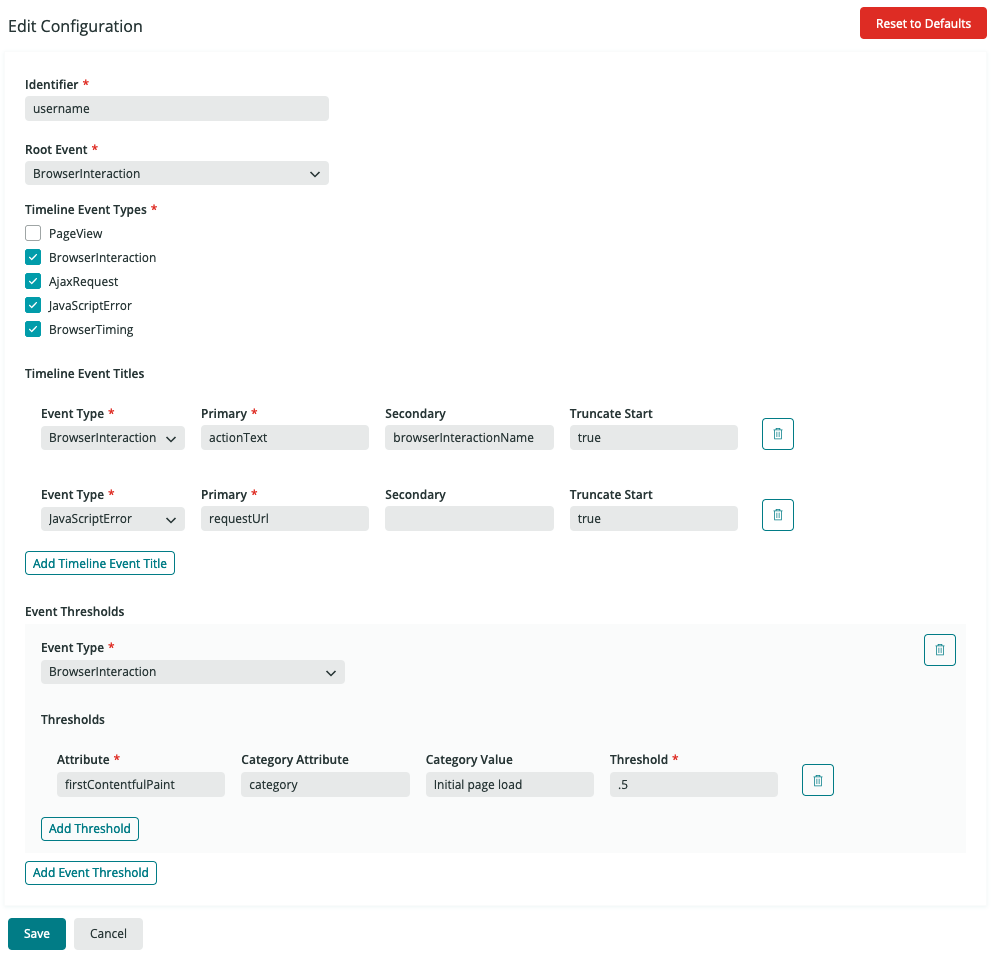 Edit Configuration
Reset to Defaults
Identifier *
username
Root Event *
BrowserInteraction
Timeline Event Types *
PageView
BrowserInteraction
AjaxRequest
JavaScriptError
BrowserTiming
Timeline Event Titles
Event Type * Primary * Secondary Truncate Start
BrowserInteraction actionText browserInteractionName true
Event Type * Primary * Secondary Truncate Start
JavaScriptError requestUrl true
Add Timeline Event Title
Event Thresholds
Event Type *
BrowserInteraction
Thresholds
Attribute * Category Attribute Category Value Threshold *
firstContentfulPaint category Initial page load .5
Add Threshold
Add Event Threshold
Save Cancel